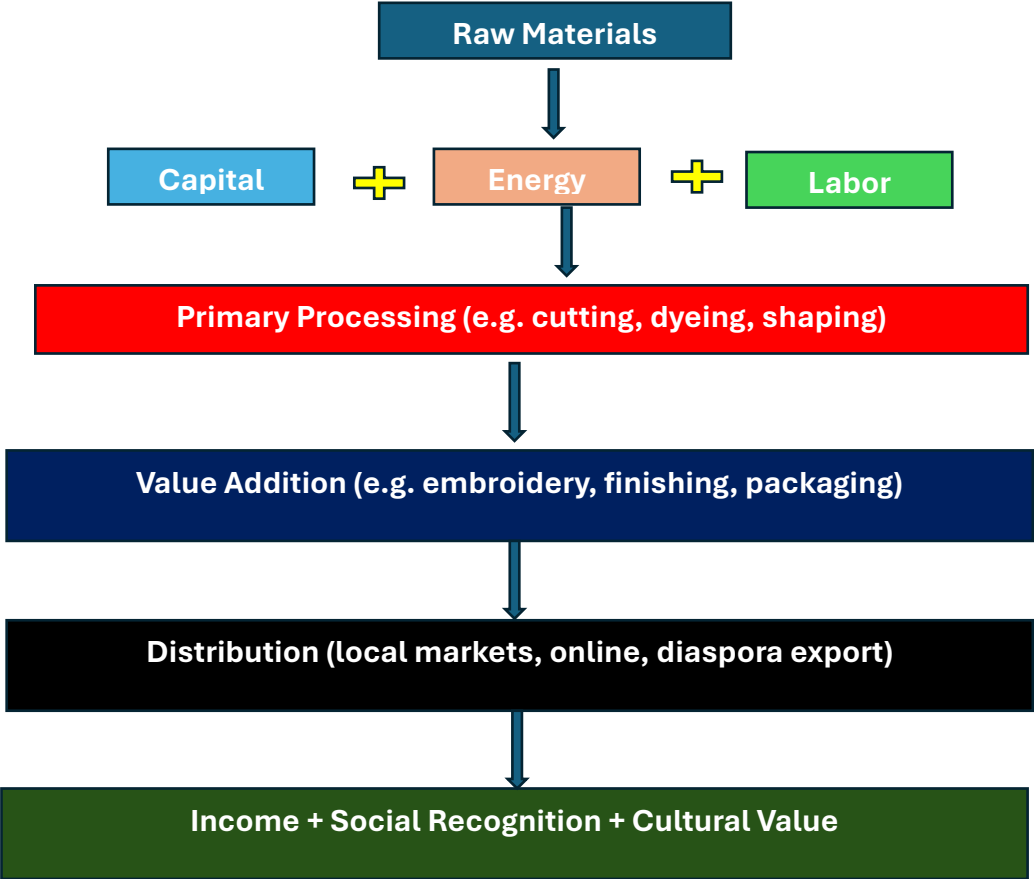 Raw Materials
Capital
Energy
Labor
Primary Processing (e.g. cutting, dyeing, shaping)
Value Addition (e.g. embroidery, finishing, packaging)
Distribution (local markets, online, diaspora export)
Income + Social Recognition + Cultural Value